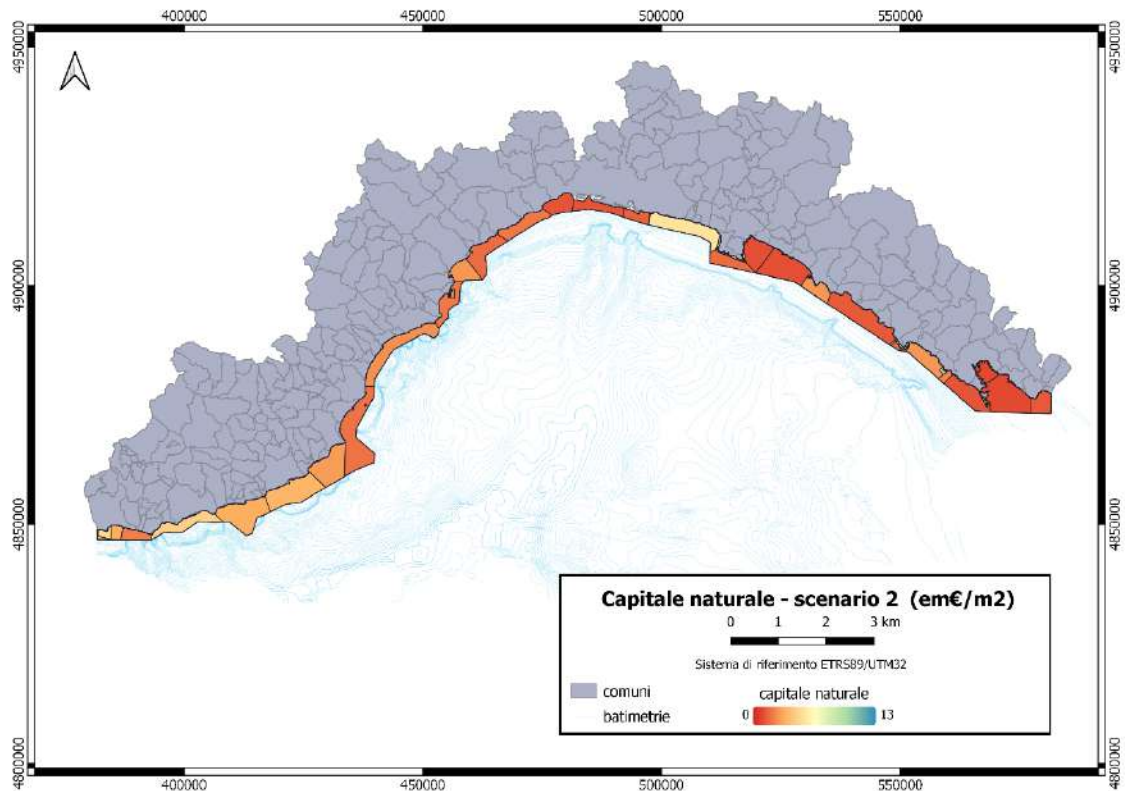 400000 450000 500000 550000
4950000 4950000
4900000 4900000
4850000 4850000
4800000 4800000
Capitale naturale - scenario 2 (em€/m2)
0 1 2 3 km
Sistema di riferimento ETRS89/UTM32
comuni
capitale naturale
batimetrie
0 13
400000 450000 500000 550000